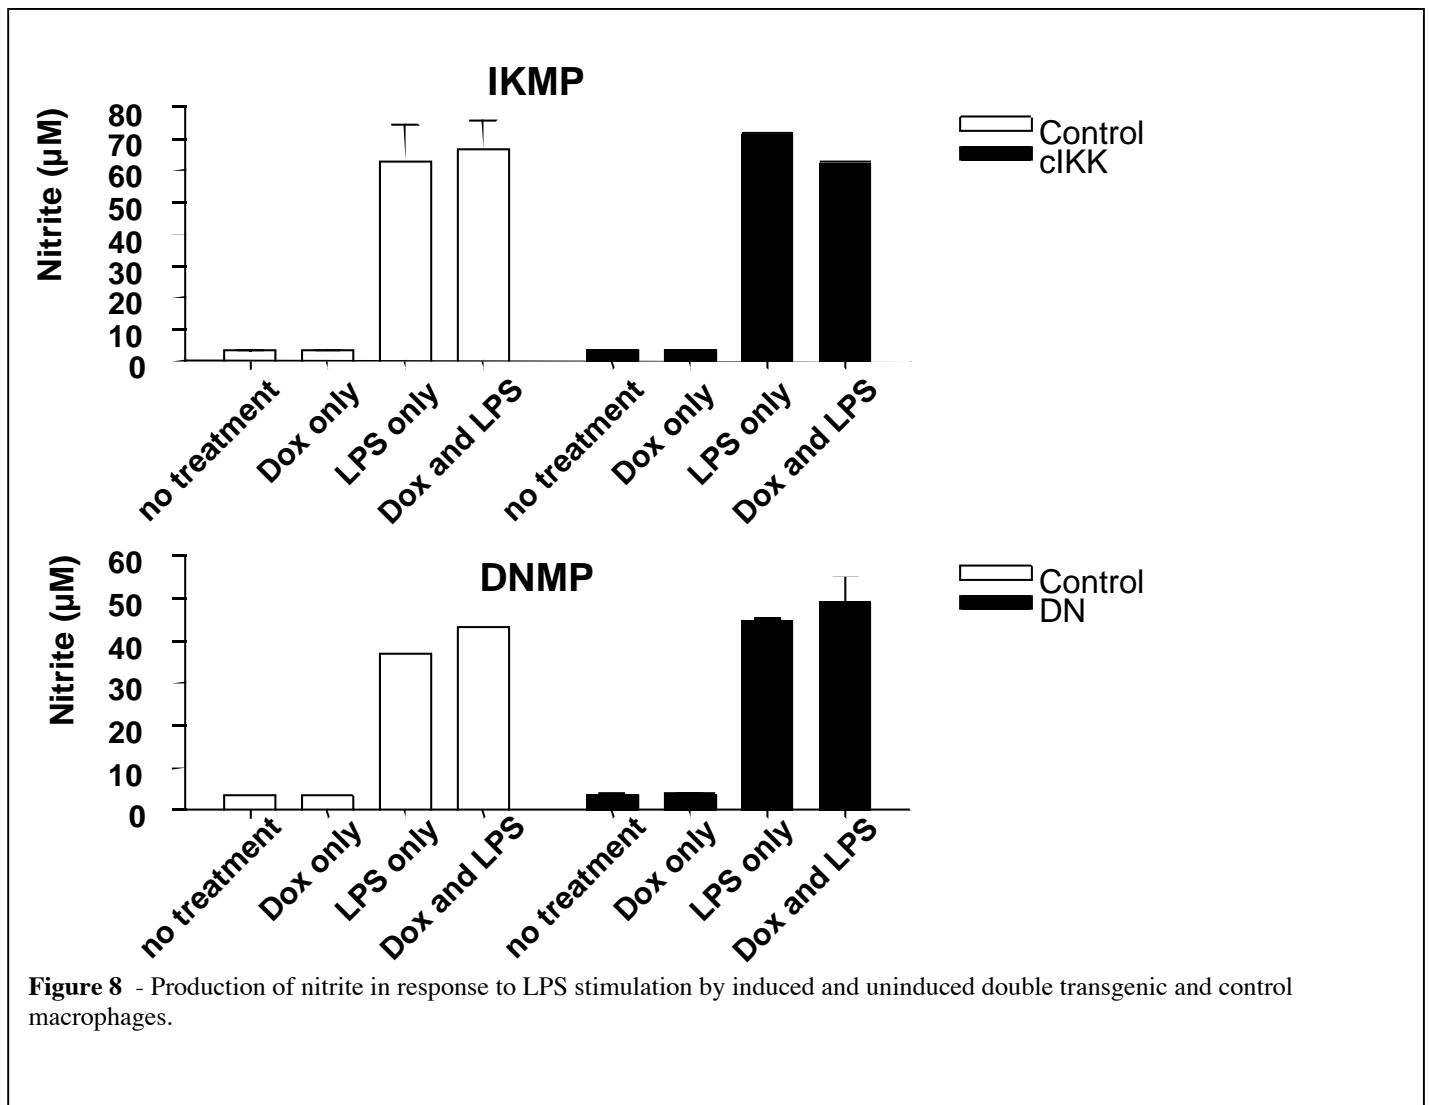 IKMP
Nitrite (µM)
80
70
60
50
40
30
20
10
0
no treatment
Dox only
LPS only
Dox and LPS
no treatment
Dox only
LPS only
Dox and LPS
Control
cIKK
DNMP
Nitrite (µM)
60
50
40
30
20
10
0
no treatment
Dox only
LPS only
Dox and LPS
no treatment
Dox only
LPS only
Dox and LPS
Control
DN
Figure 8 - Production of nitrite in response to LPS stimulation by induced and uninduced double transgenic and control
macrophages.